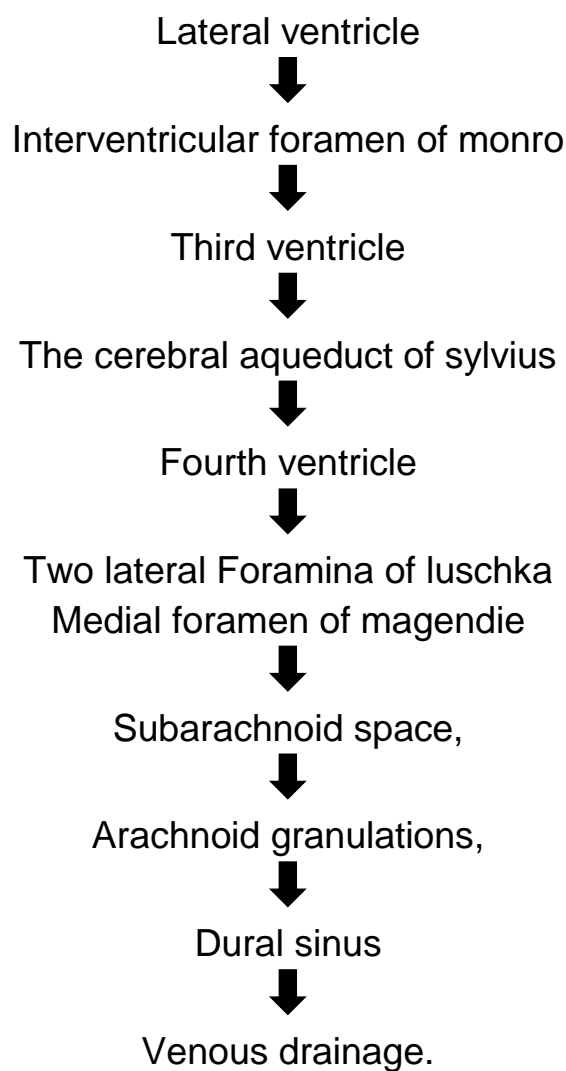 Lateral ventricle
Interventricular foramen of monro
Third ventricle
The cerebral aqueduct of sylvius
Fourth ventricle
Two lateral Foramina of luschka
Medial foramen of magendie
Subarachnoid space,
Arachnoid granulations,
Dural sinus
Venous drainage.